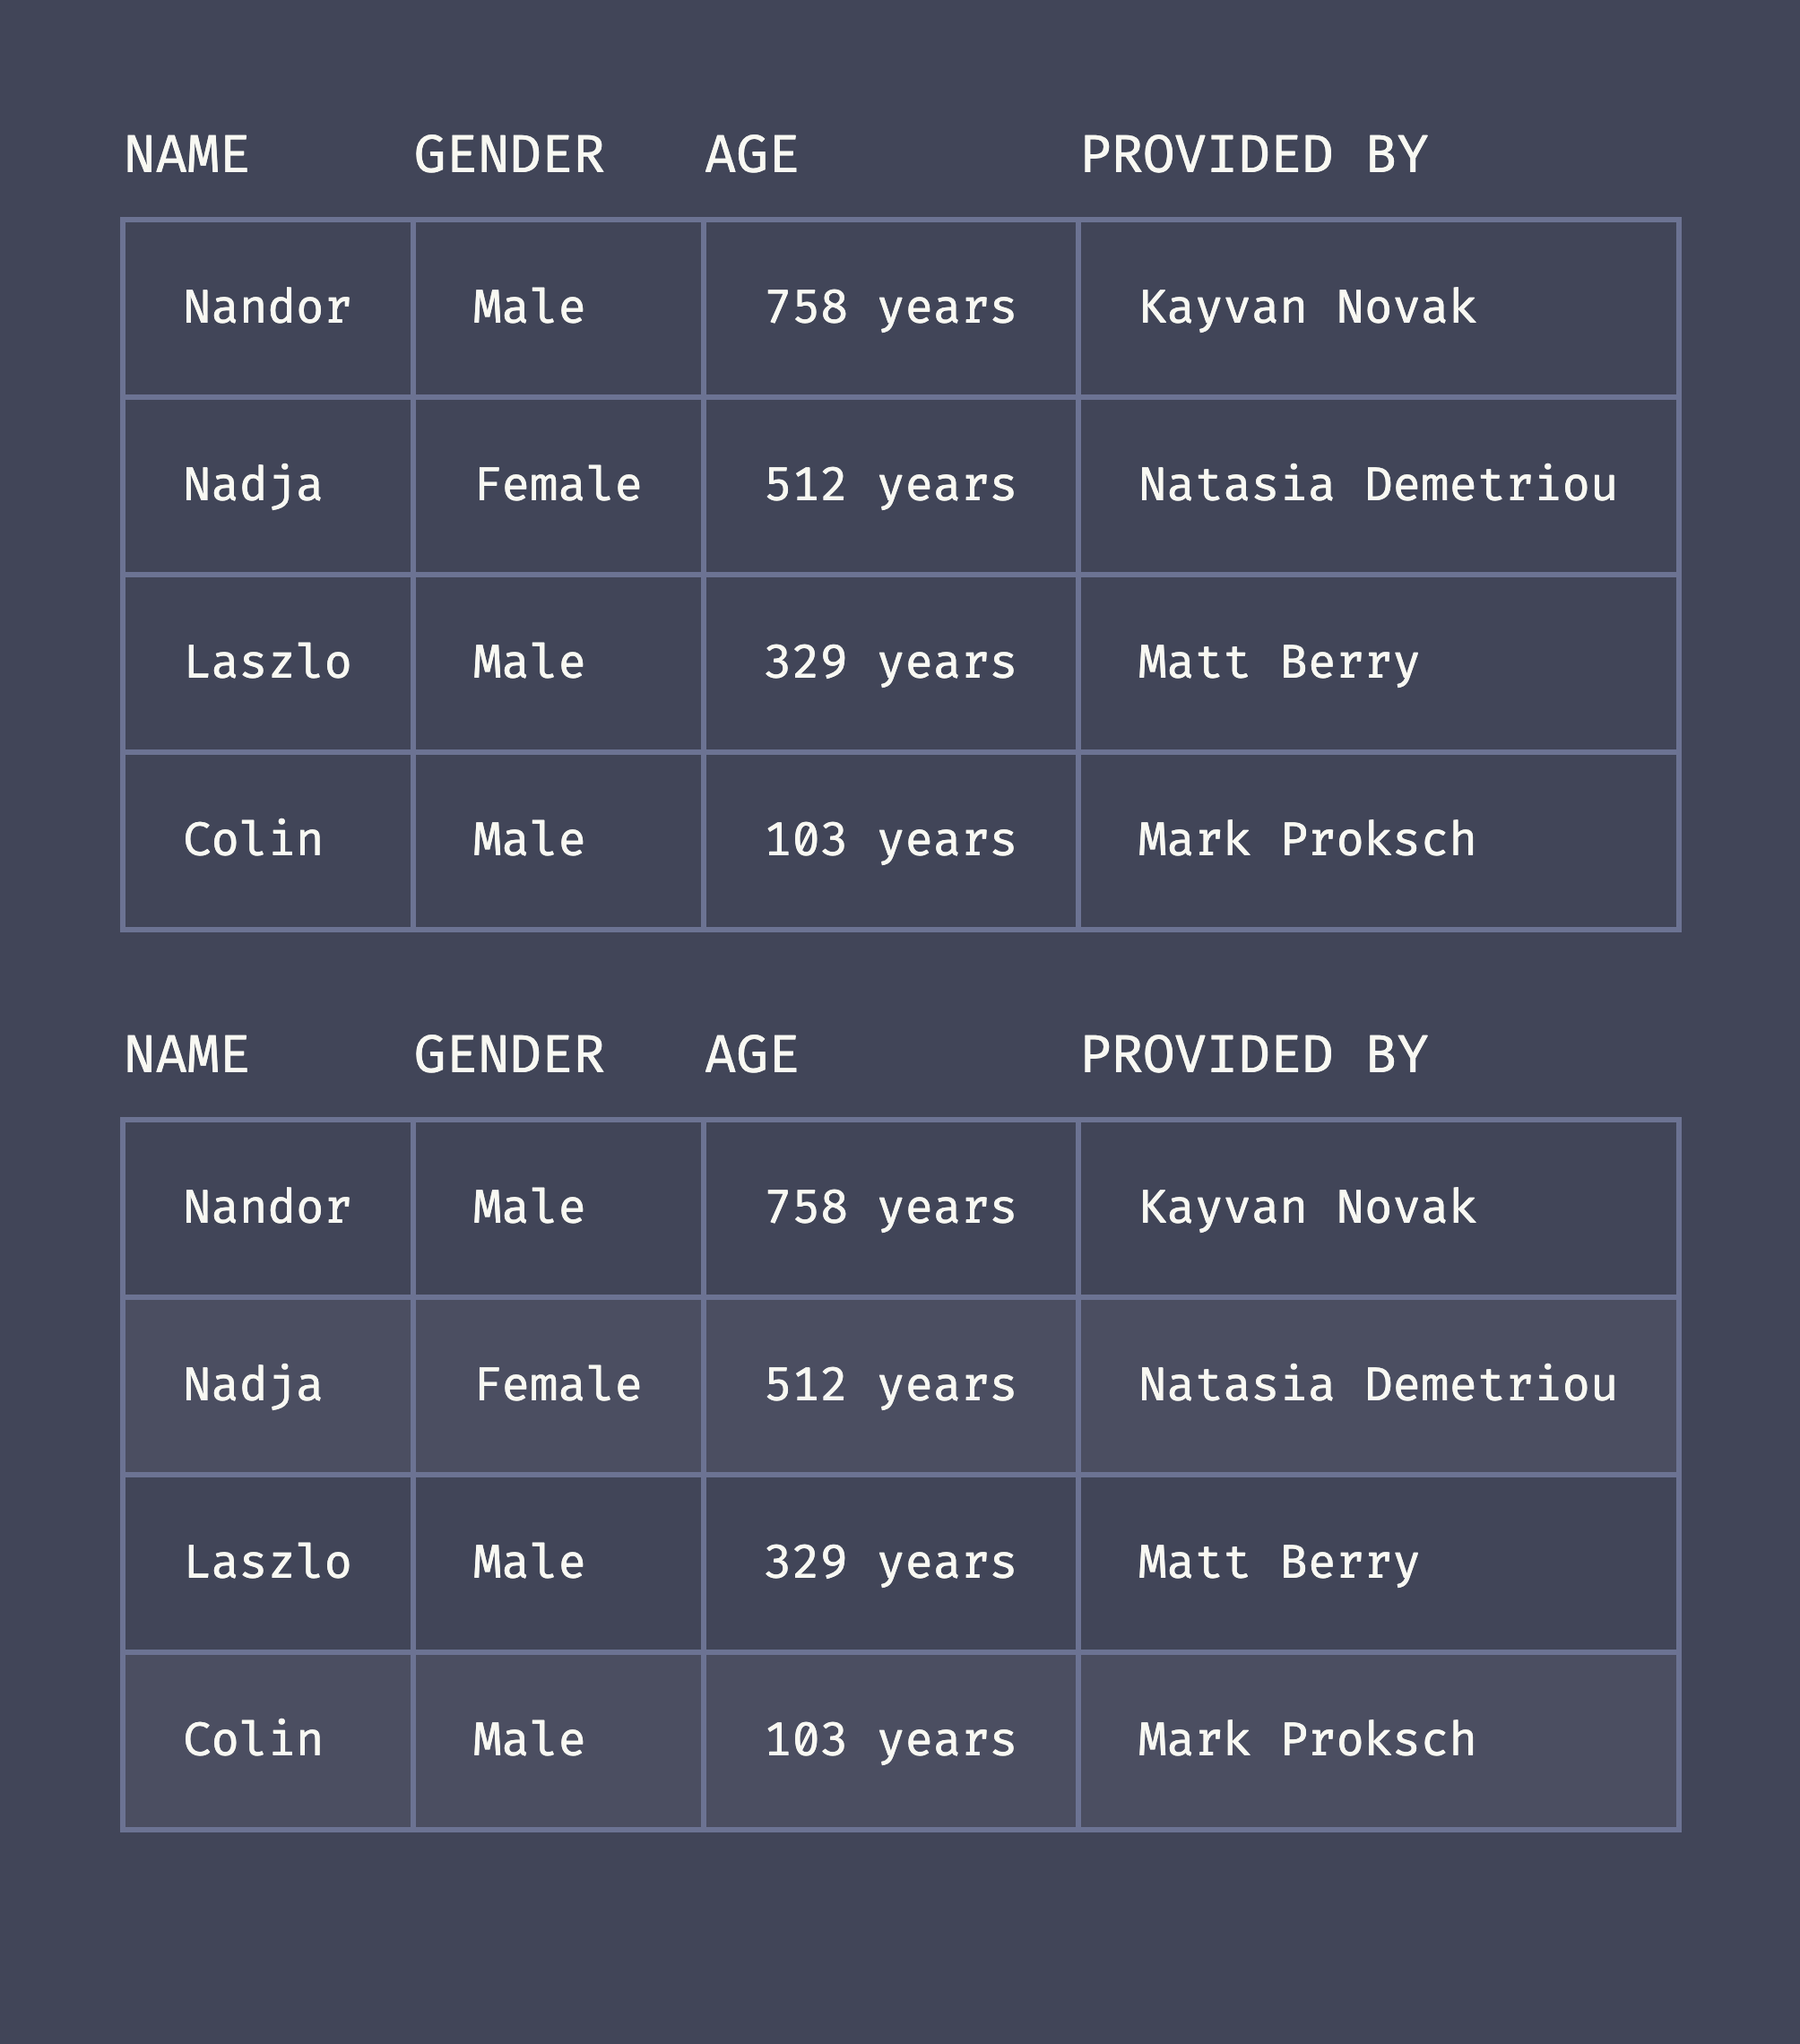 NAME GENDER AGE PROVIDED BY
Nandor Male 758 years Kayvan Novak
Nadja Female 512 years Natasia Demetriou
Laszlo Male 329 years Matt Berry
Colin Male 103 years Mark Proksch
NAME GENDER AGE PROVIDED BY
Nandor Male 758 years Kayvan Novak
Nadja Female 512 years Natasia Demetriou
Laszlo Male 329 years Matt Berry
Colin Male 103 years Mark Proksch